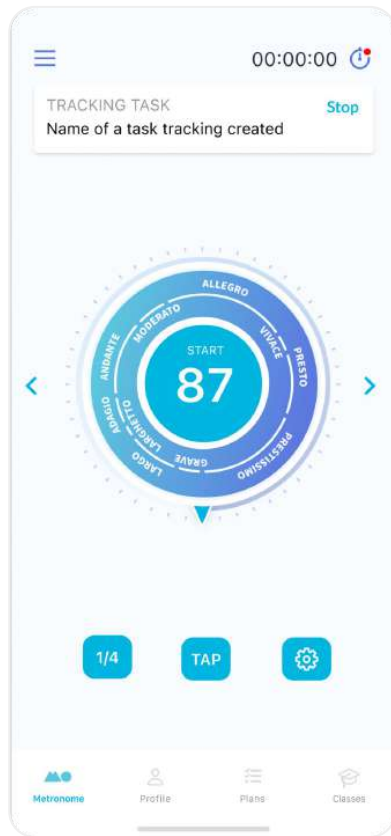 00:00:00
TRACKING TASK
Stop
Name of a task tracking created
ALLEGRO
MODERATO
VIVACE
ANDANTE
PRESTO
START
87
ADAGIO
LARGHETTO
LARGO
GRAVE
PRESTISSIMO
1/4
TAP
Metronome
Profile
Plans
Classes